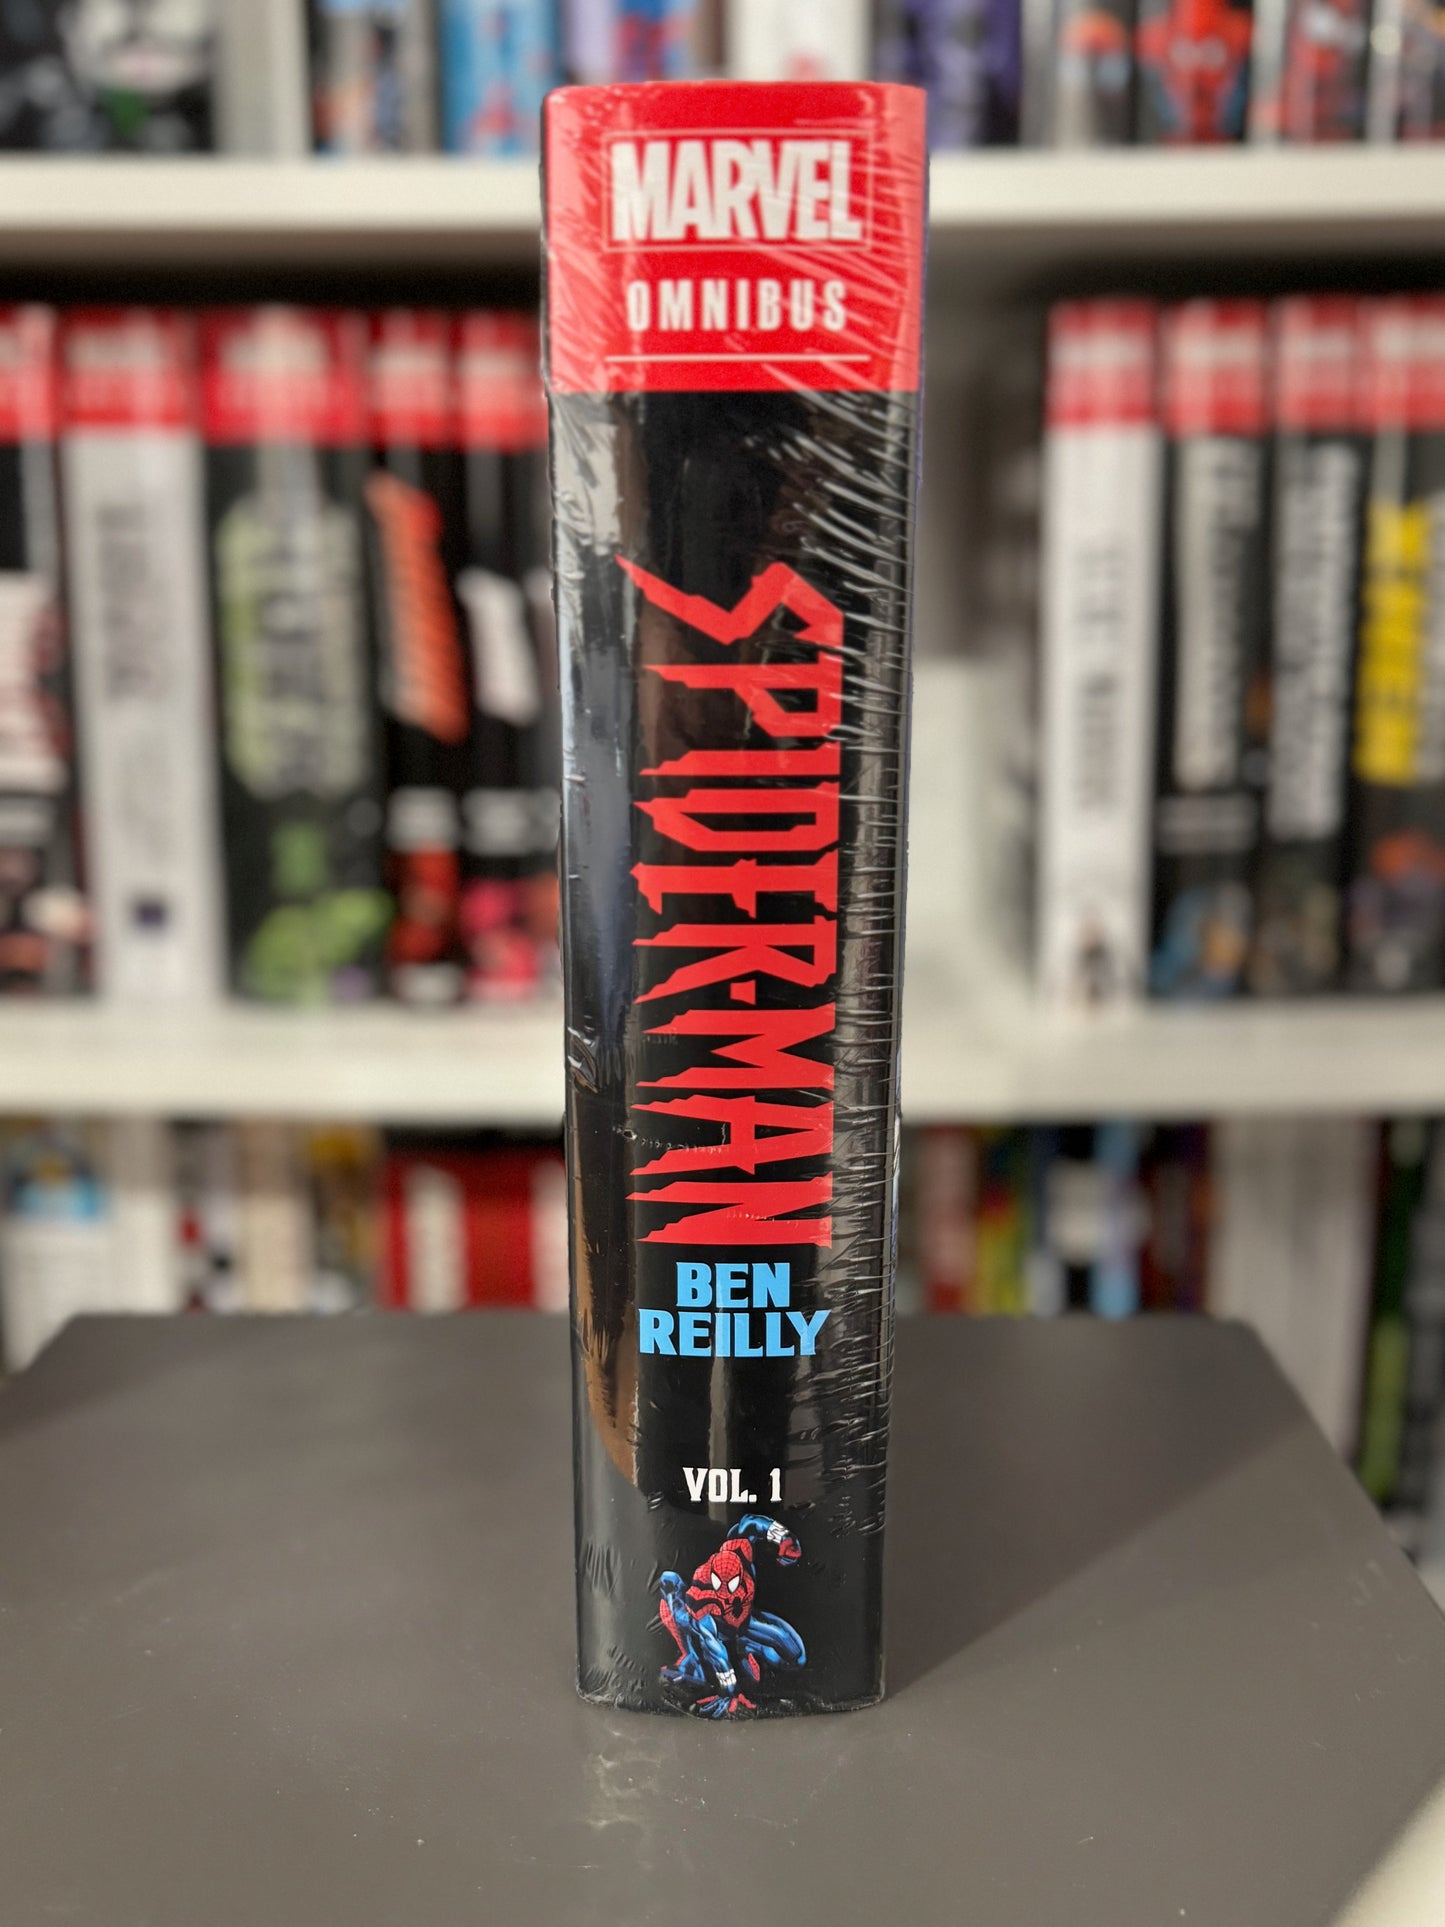 MARVEL
OMNIBUS
SPIDER-MAN
BEN
REILLY
VOL. 1